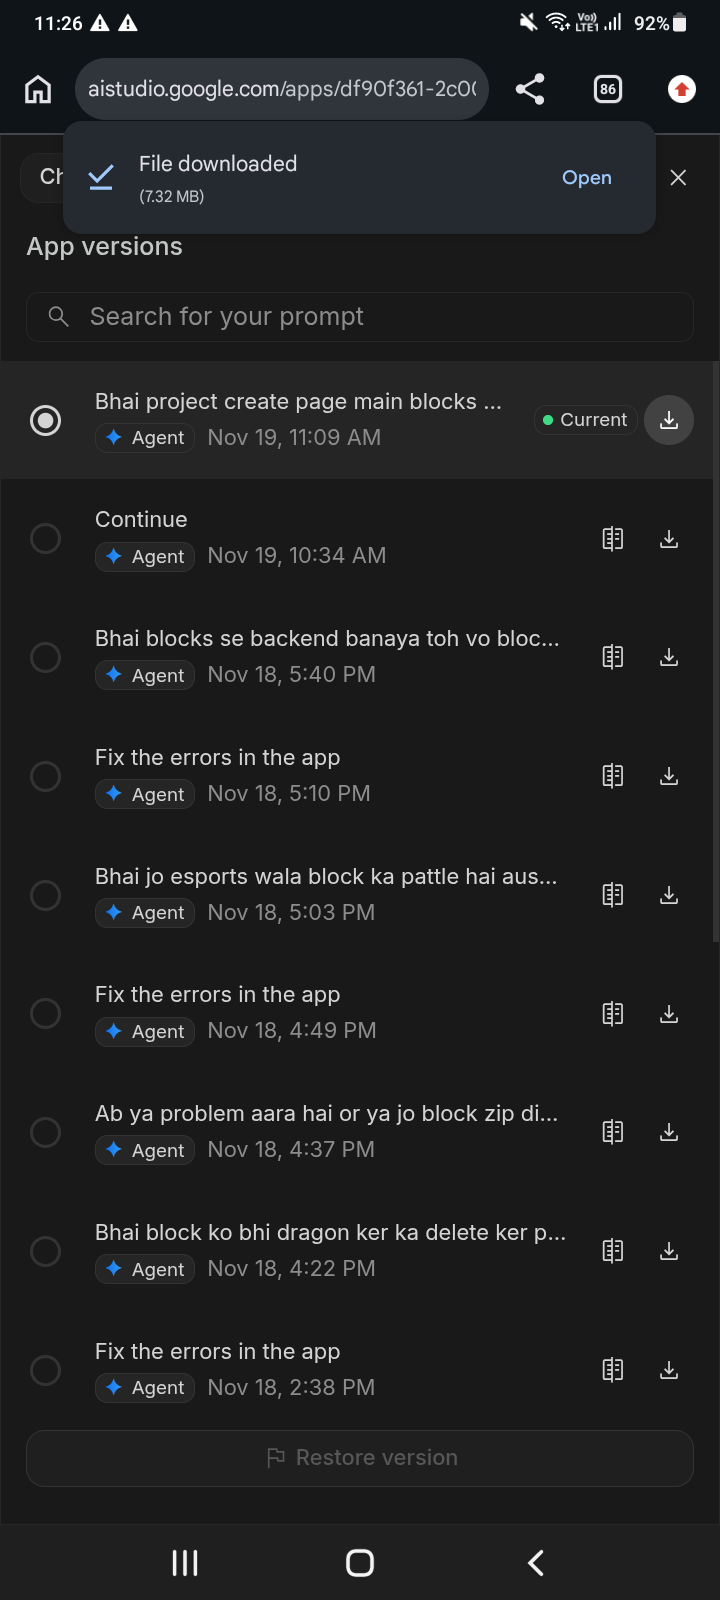 11:26
Vo))
LTE1
92%
aistudio.google.com/apps/df90f361-2c0
86
File downloaded
(7.32 MB)
Open
Ch
App versions
Search for your prompt
Bhai project create page main blocks ...
Agent Nov 19, 11:09 AM
Current
Continue
Agent Nov 19, 10:34 AM
Bhai blocks se backend banaya toh vo bloc...
Agent Nov 18, 5:40 PM
Fix the errors in the app
Agent Nov 18, 5:10 PM
Bhai jo esports wala block ka pattle hai aus...
Agent Nov 18, 5:03 PM
Fix the errors in the app
Agent Nov 18, 4:49 PM
Ab ya problem aara hai or ya jo block zip di...
Agent Nov 18, 4:37 PM
Bhai block ko bhi dragon ker ka delete ker p...
Agent Nov 18, 4:22 PM
Fix the errors in the app
Agent Nov 18, 2:38 PM
Restore version